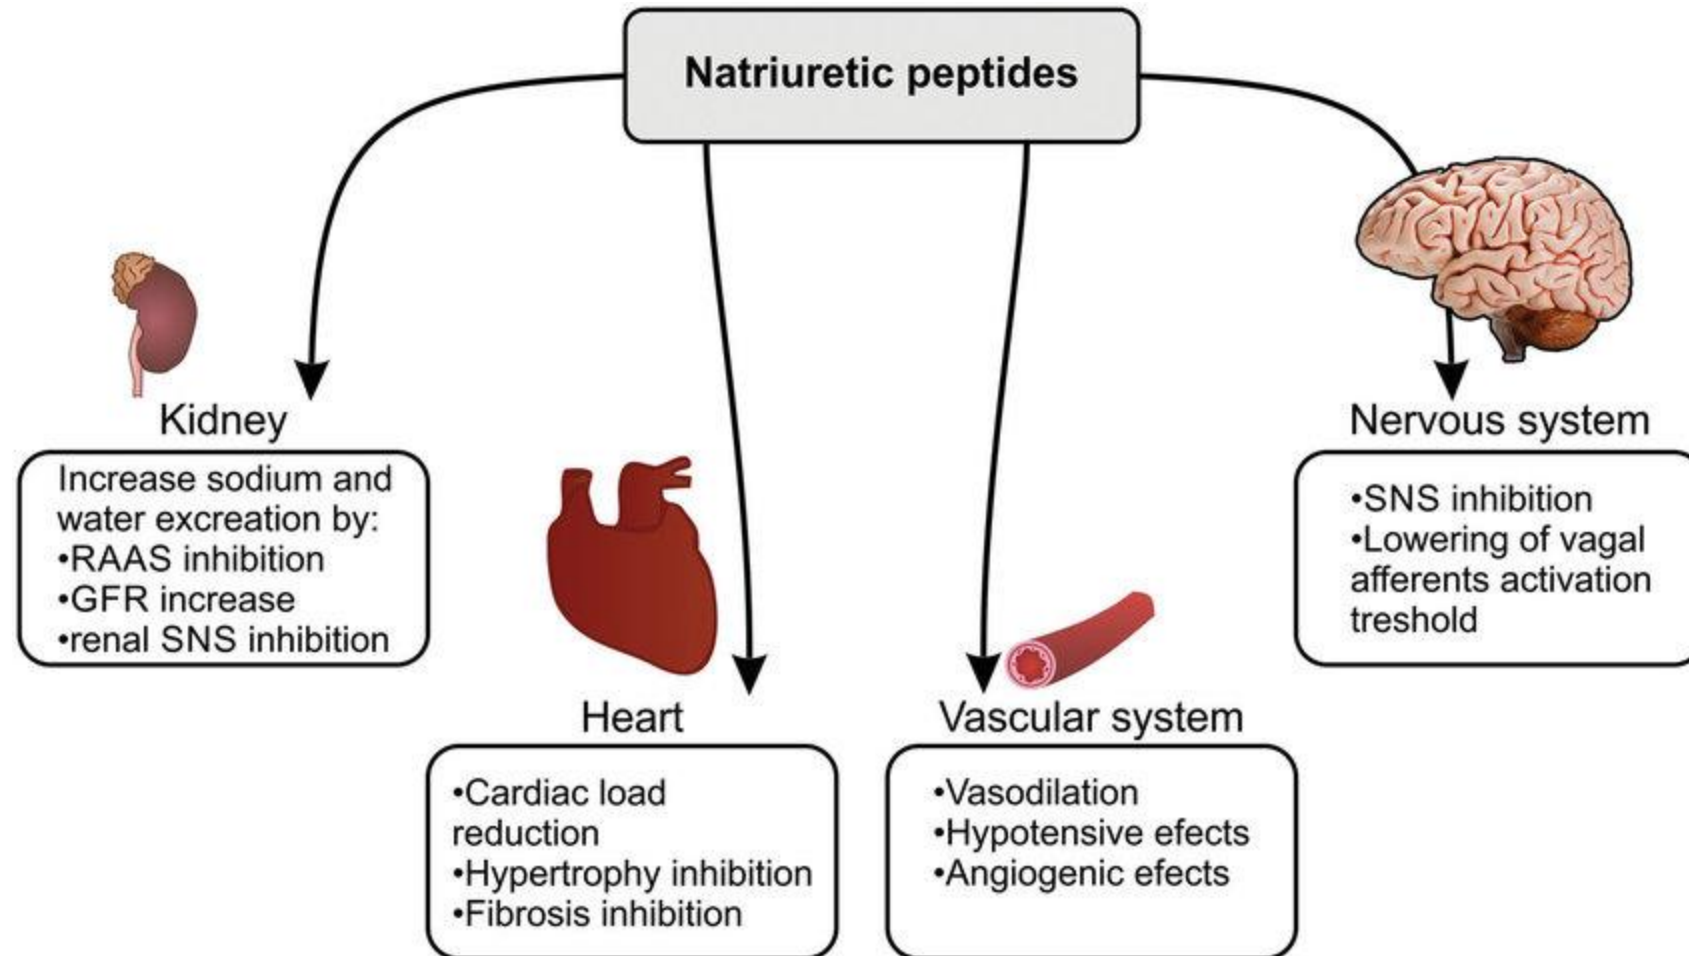 Natriuretic peptides
Kidney
Increase sodium and
water excreation by:
•RAAS inhibition
•GFR increase
•renal SNS inhibition
Heart
•Cardiac load
reduction
•Hypertrophy inhibition
•Fibrosis inhibition
Vascular system
•Vasodilation
•Hypotensive efects
•Angiogenic efects
Nervous system
•SNS inhibition
•Lowering of vagal
afferents activation
treshold